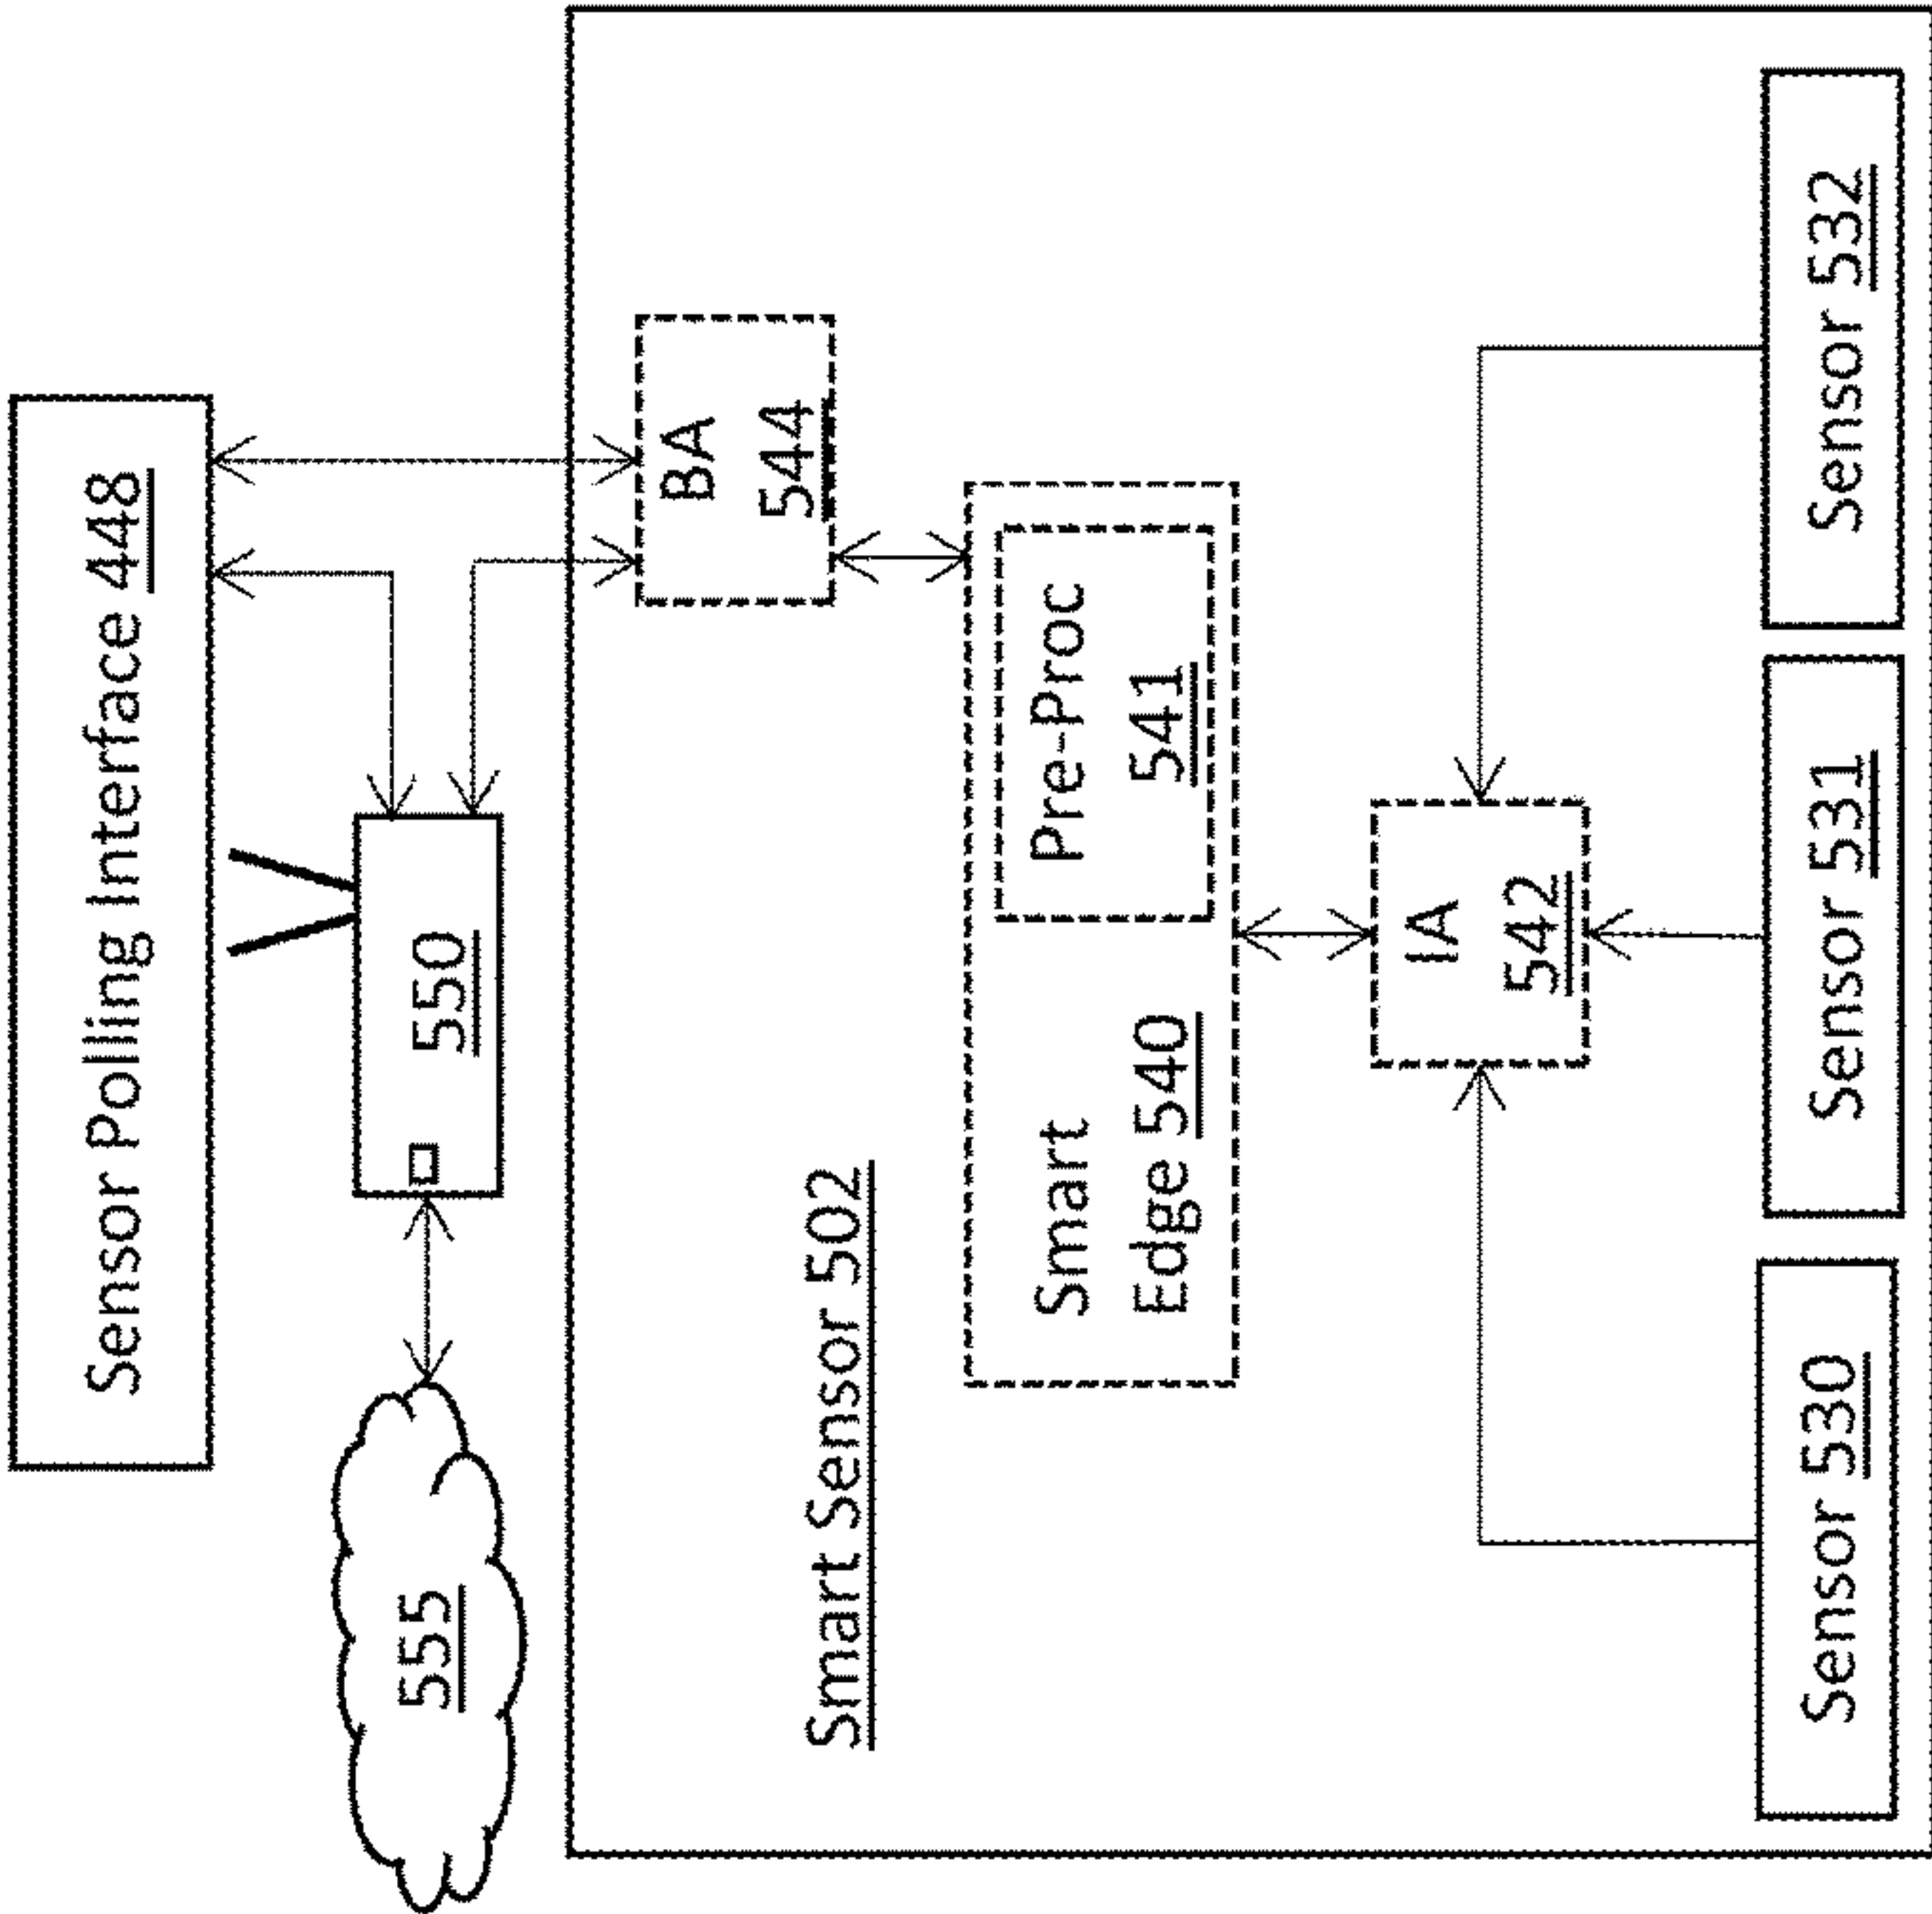 Sensor Polling Interface 448
555
550
Smart Sensor 502
BA
544
Smart
Edge 540
Pre-Proc
541
IA
542
Sensor 530
Sensor 531
Sensor 532